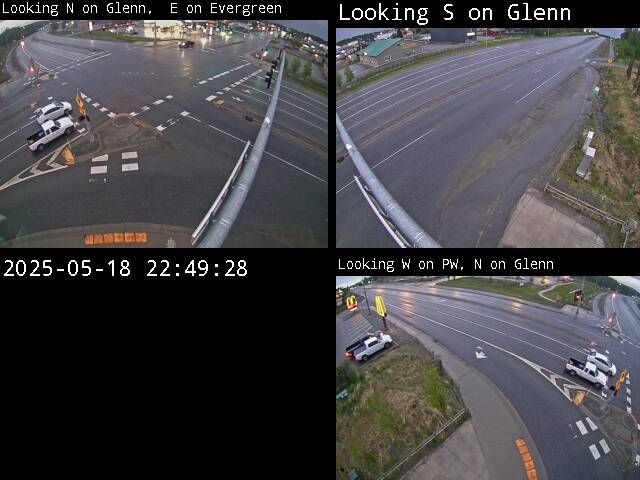 Looking N on Glenn,  E on Evergreen
Looking S on Glenn
2025-05-18 22:49:28
Looking W on PW, N on Glenn